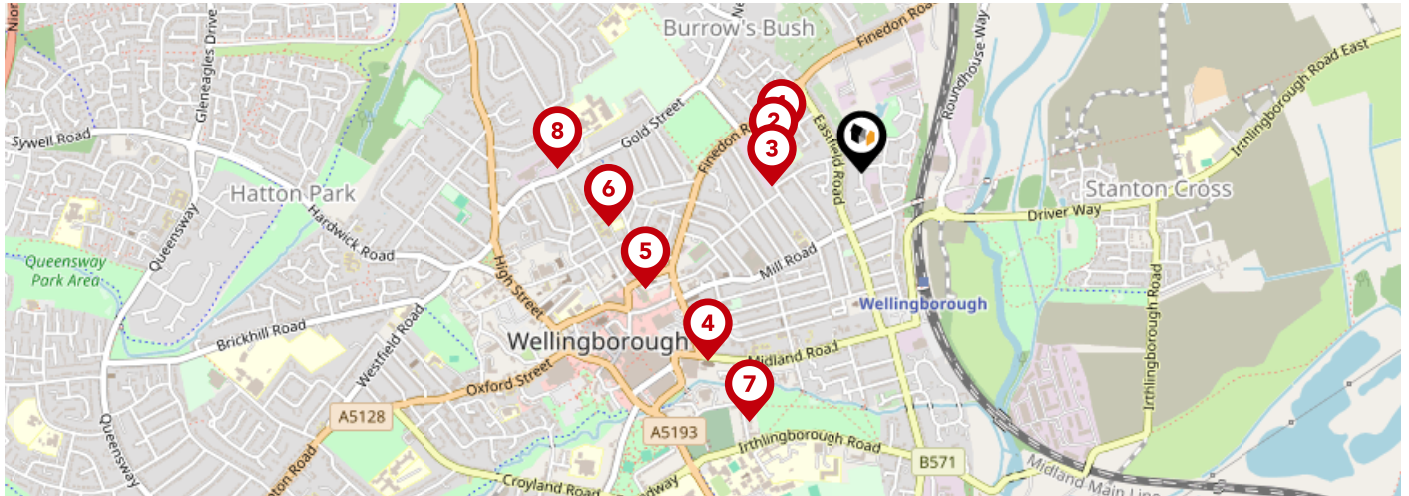 Burrow's Bush
Finedon Roa
Gleneagles Drive
Roundhouse Way
Irthlingborough Road East
Sywell Road
Gold Street
Finedon R
Eastfield Road
8
2
3
6
Hatton Park
Stanton Cross
Driver Way
Queensway
Hardwick Road
5
Mill Road
Queensway
Park Area
High Street
Wellingborough
Irthlingborough Road
Brickhill Road
Westfield Road
4
Wellingborough
Midland Road
Oxford Street
7
A5128
A5193
Irthlingborough Road
B571
Queensway
Croyland Road
Midland Main Line